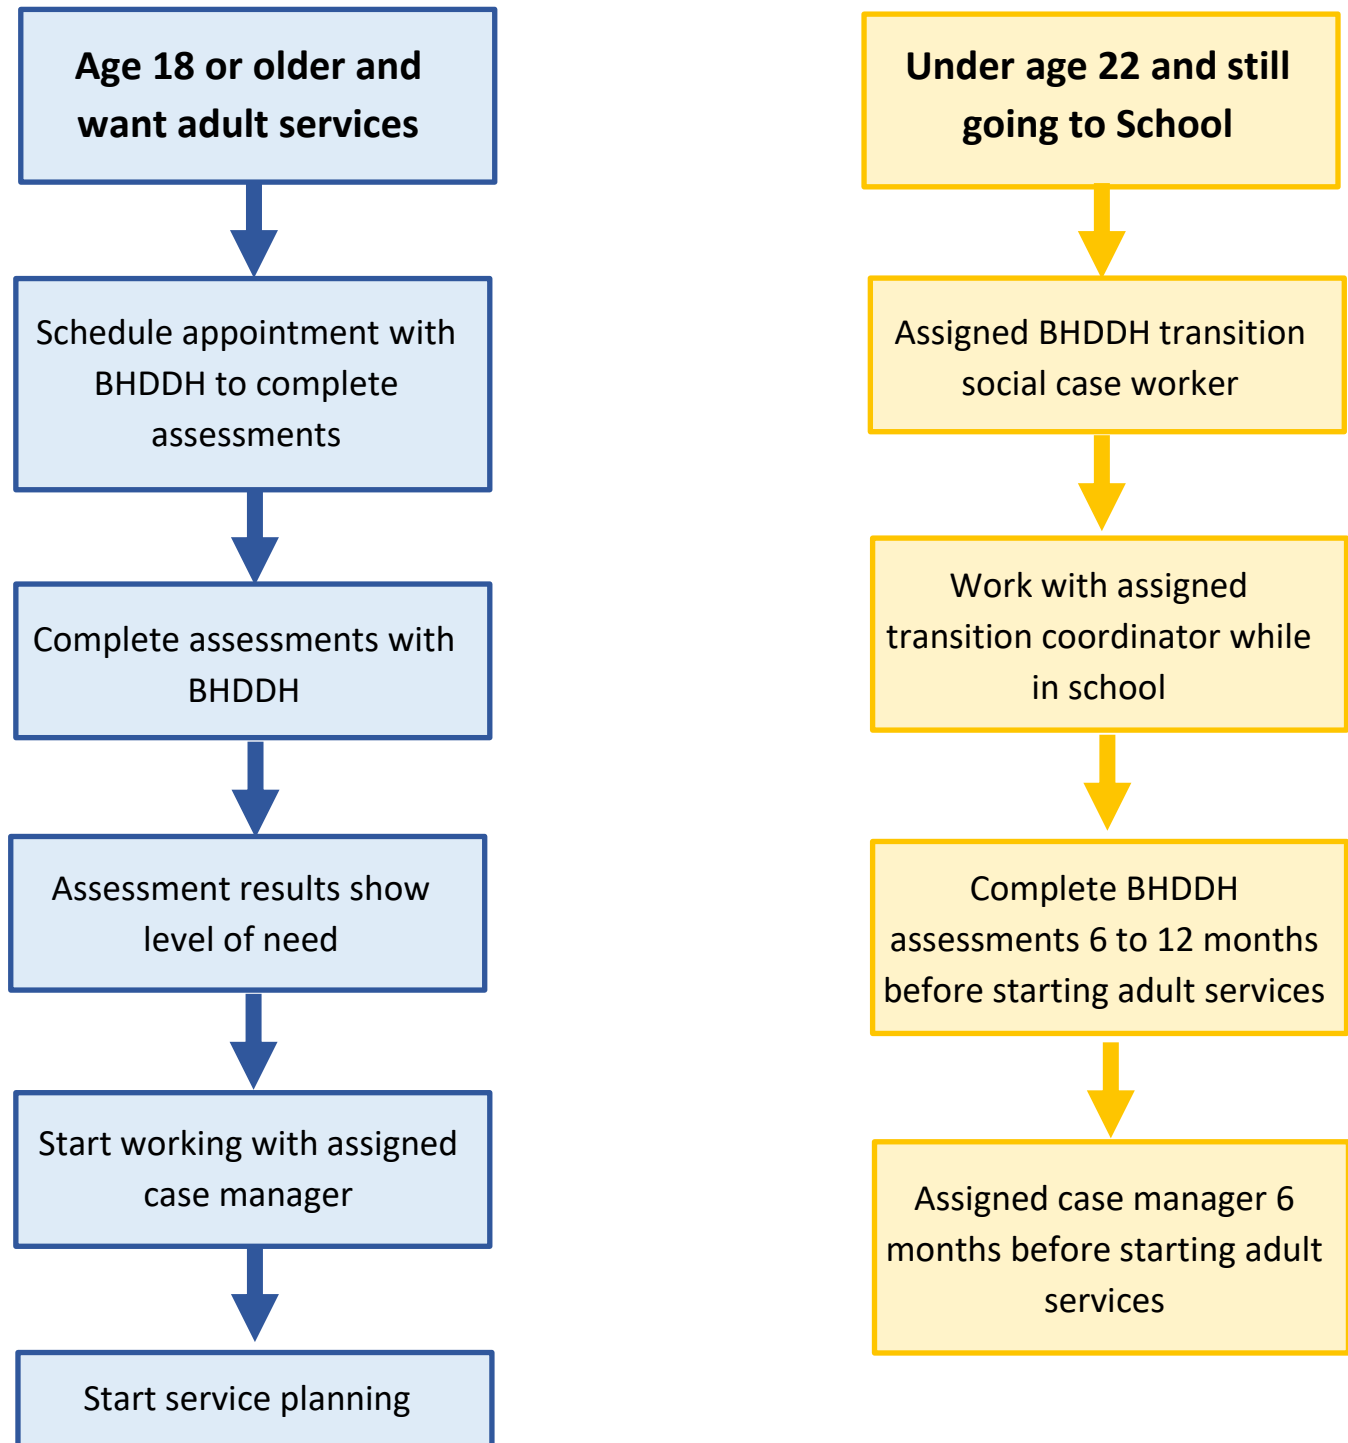 Age 18 or older and
want adult services
Schedule appointment with
BHDDH to complete
assessments
Complete assessments with
BHDDH
Assessment results show
level of need
Start working with assigned
case manager
Start service planning
Under age 22 and still
going to School
Assigned BHDDH transition
social case worker
Work with assigned
transition coordinator while
in school
Complete BHDDH
assessments 6 to 12 months
before starting adult services
Assigned case manager 6
months before starting adult
services